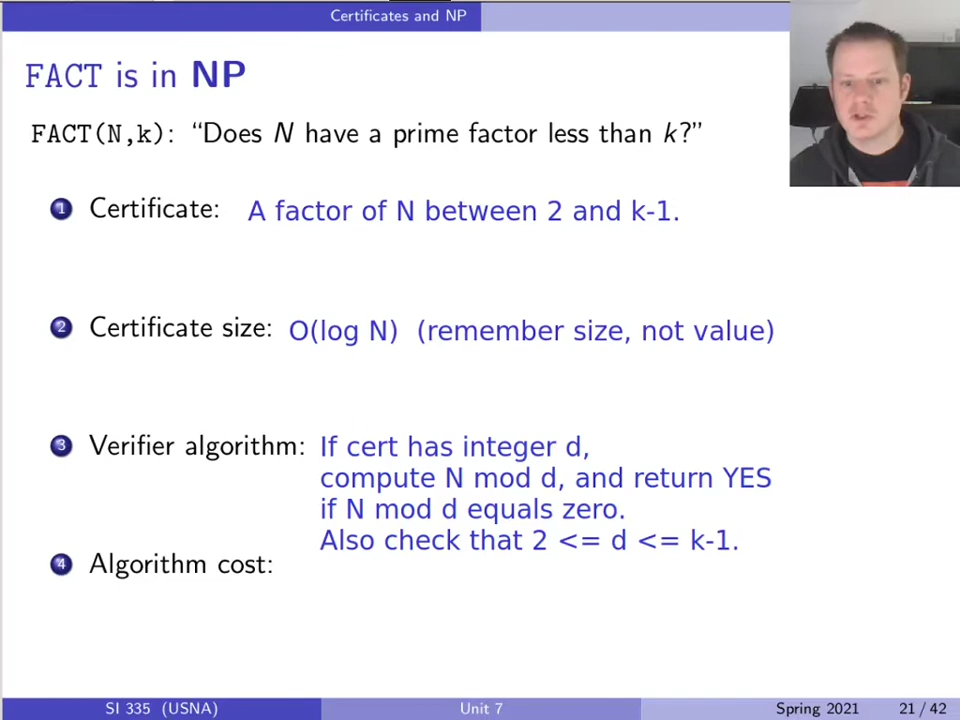 Certificates and NP
FACT is in NP
FACT(N,k): “Does N have a prime factor less than k?”
1 Certificate: A factor of N between 2 and k-1.
2 Certificate size: O(log N) (remember size, not value)
3 Verifier algorithm: If cert has integer d,
compute N mod d, and return YES
if N mod d equals zero.
Also check that 2 <= d <= k-1.
4 Algorithm cost:
SI 335 (USNA) Unit 7 Spring 2021 21 / 42